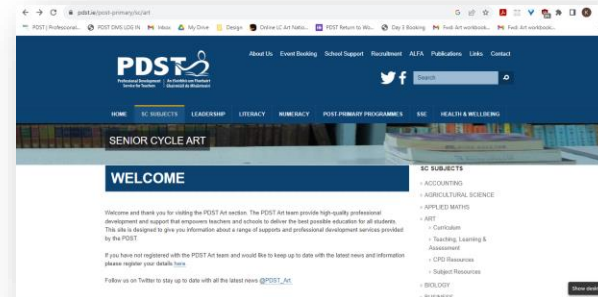 pdst.ie/post-primary/sc/art
PDST | Professional...
PDST DMS LOG IN
Inbox
My Drive
Design
Online LC Art Natio...
PDST Return to Wo...
Day 3 Booking
Fwd: Art workbook...
Fwd: Art workbook...
About Us Event Booking School Support Recruitment ALFA Publications Links Contact
PDST
Professional Development Service for Teachers
An tSeirbhís um Fhorbairt Ghairmiúil do Mhúinteoirí
Search
HOME SC SUBJECTS LEADERSHIP LITERACY NUMERACY POST-PRIMARY PROGRAMMES SSE HEALTH & WELLBEING
SENIOR CYCLE ART
WELCOME
Welcome and thank you for visiting the PDST Art section. The PDST Art team provide high-quality professional
development and support that empowers teachers and schools to deliver the best possible education for all students.
This site is designed to give you information about a range of supports and professional development services provided
by the PDST.
If you have not registered with the PDST Art team and would like to keep up to date with the latest news and information
please register your details here.
Follow us on Twitter to stay up to date with all the latest news @PDST_Art.
SC SUBJECTS
ACCOUNTING
AGRICULTURAL SCIENCE
APPLIED MATHS
ART
Curriculum
Teaching, Learning &
Assessment
CPD Resources
Subject Resources
BIOLOGY
BUSINESS
Show desktop